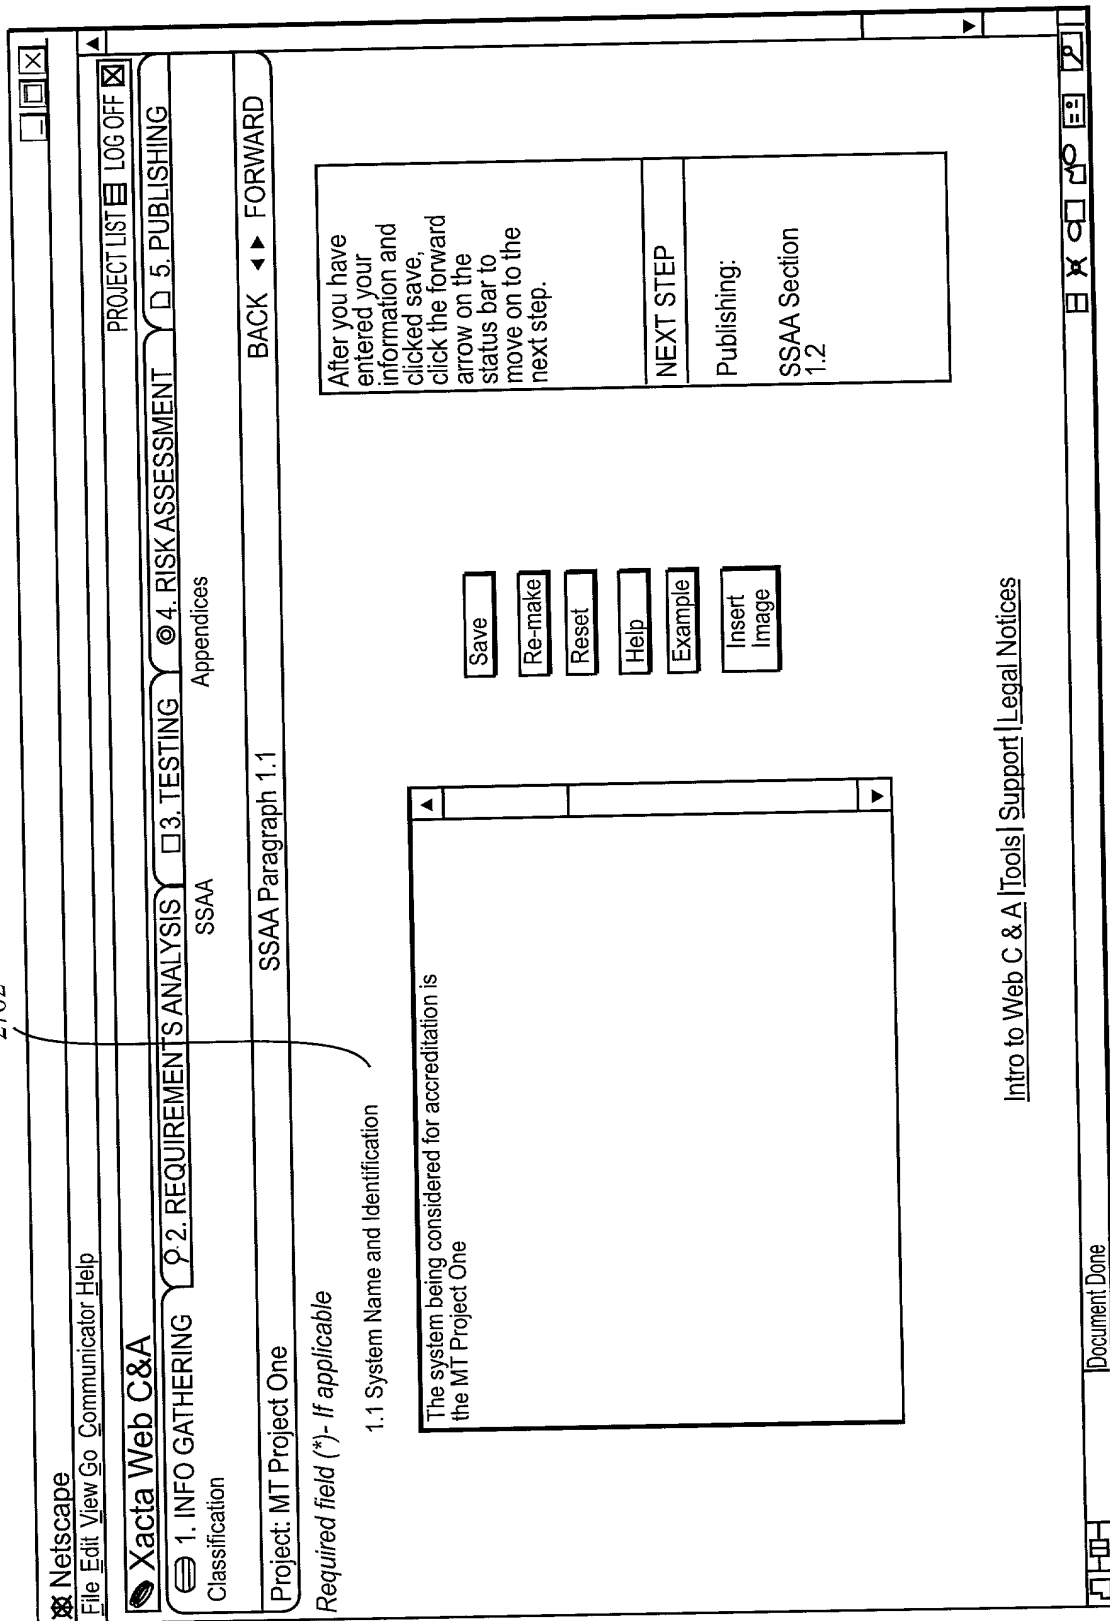 Netscape
File Edit View Go Communicator Help
Xacta Web C&A
PROJECT LIST LOG OFF
1. INFO GATHERING 2. REQUIREMENTS ANALYSIS 3. TESTING 4. RISK ASSESSMENT 5. PUBLISHING
Classification SSAA Appendices
Project: MT Project One SSAA Paragraph 1.1 BACK FORWARD
Required field (*)- If applicable
1.1 System Name and Identification
The system being considered for accreditation is
the MT Project One
Save
Re-make
Reset
Help
Example
Insert
Image
After you have
entered your
information and
clicked save,
click the forward
arrow on the
status bar to
move on to the
next step.
NEXT STEP
Publishing:
SSAA Section
1.2
Intro to Web C & A |Tools| Support|Legal Notices
Document Done